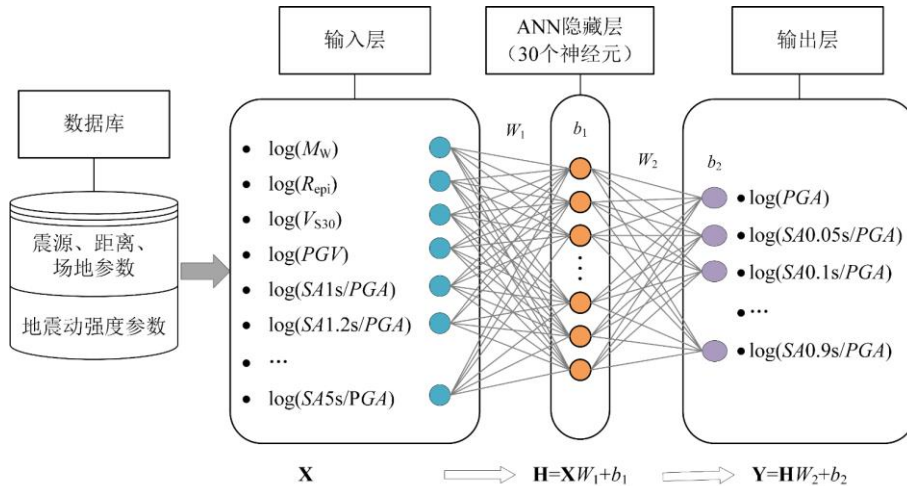 数据库
震源、距离、
场地参数
地震动强度参数
输入层
• log(MW)
• log(Repi)
• log(VS30)
• log(PGV)
• log(SA1s/PGA)
• log(SA1.2s/PGA)
• …
• log(SA5s/PGA)
X
W1
ANN隐藏层
（30个神经元）
b1
H=XW1+b1
W2
输出层
b2
•log(PGA)
•log(SA0.05s/PGA)
•log(SA0.1s/PGA)
•…
•log(SA0.9s/PGA)
Y=HW2+b2